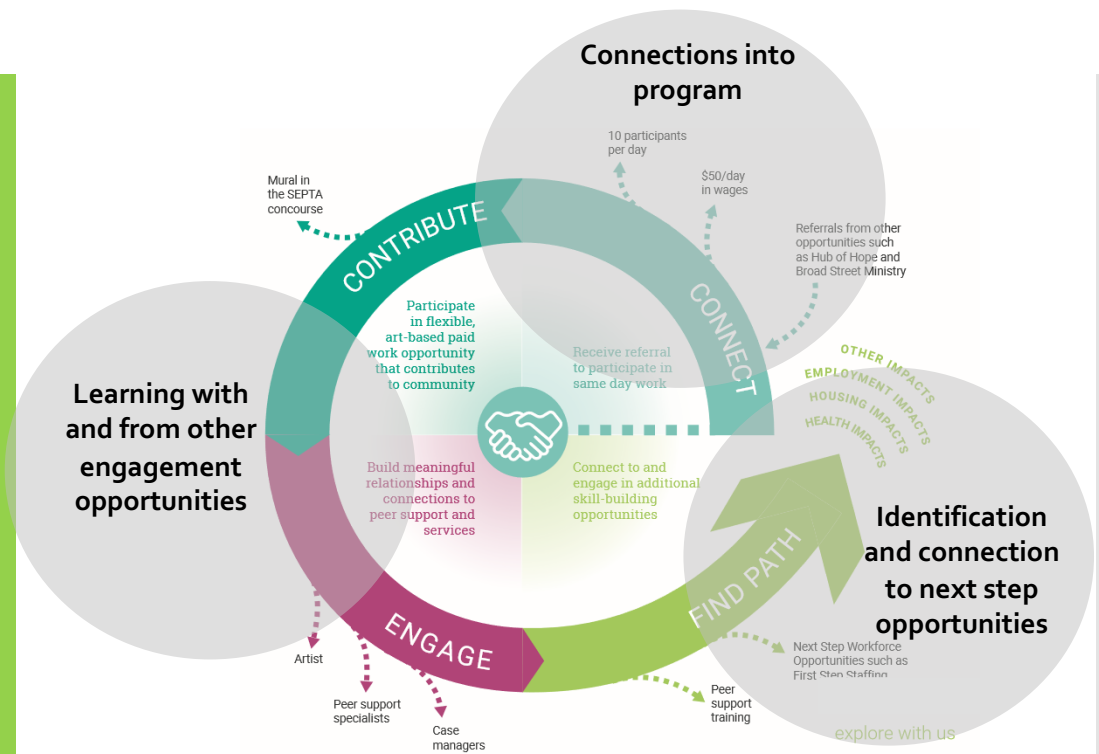 Connections into
program
10 participants
per day
$50/day
in wages
Referrals from other
opportunities such
as Hub of Hope and
Broad Street Ministry
CONNECT
Receive referral
to participate in
same day work
Mural in
the SEPTA
concourse
CONTRIBUTE
Participate
in flexible,
art-based paid
work opportunity
that contributes
to community
Learning with
and from other
engagement
opportunities
Build meaningful
relationships and
connections to
peer support and
services
ENGAGE
Artist
Peer support
specialists
Case
managers
Connect to and
engage in additional
skill-building
opportunities
FIND PATH
Peer
support
training
Next Step Workforce
Opportunities such as
First Step Staffing
OTHER IMPACTS
EMPLOYMENT IMPACTS
HOUSING IMPACTS
HEALTH IMPACTS
Identification
and connection
to next step
opportunities
explore with us